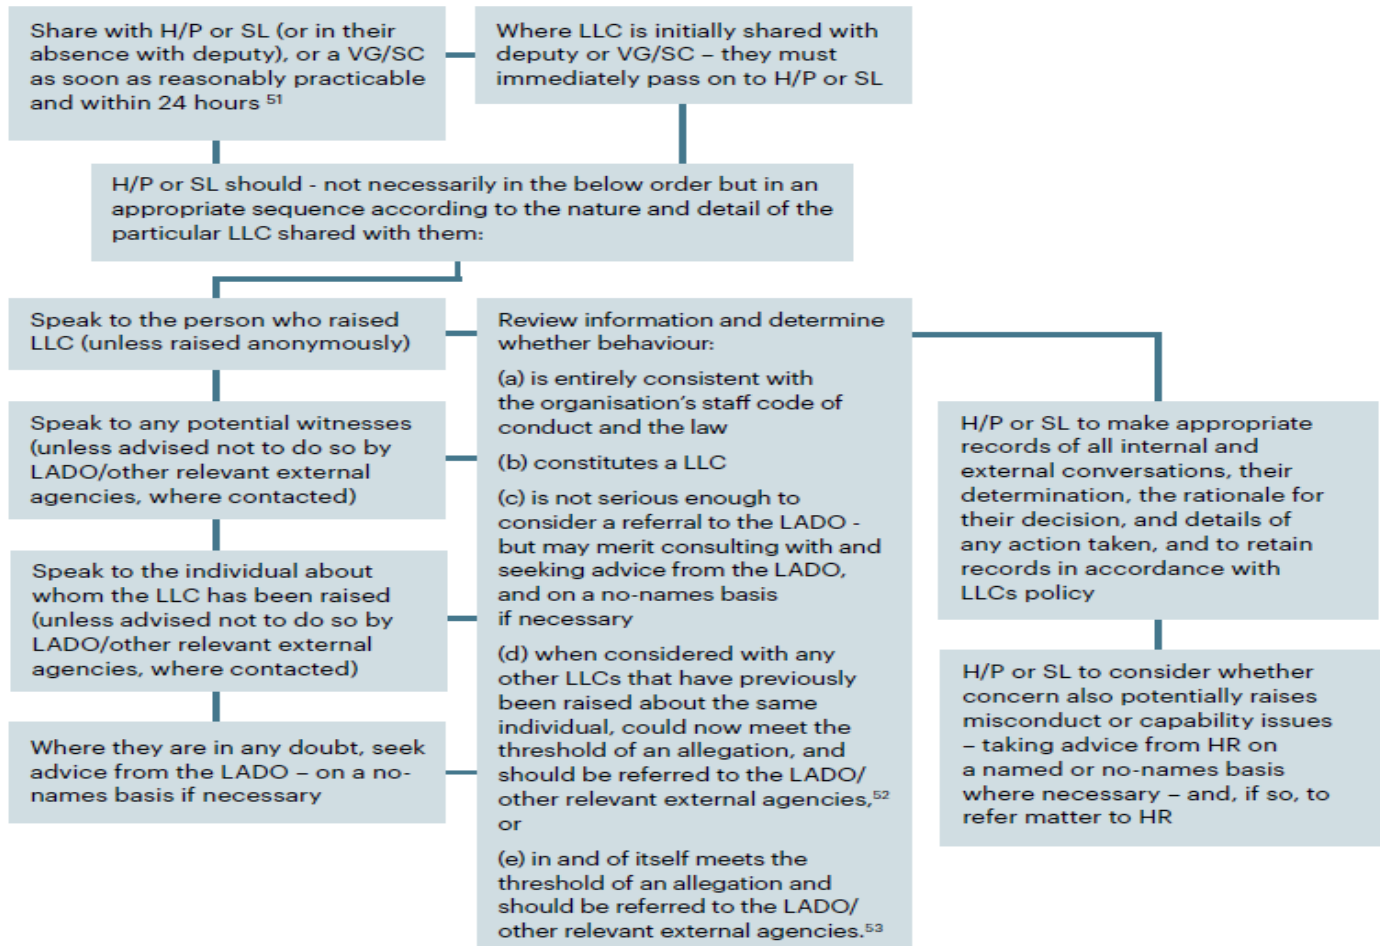 Share with H/P or SL (or in their
absence with deputy), or a VG/SC
as soon as reasonably practicable
and within 24 hours ⁵¹
Where LLC is initially shared with
deputy or VG/SC – they must
immediately pass on to H/P or SL
H/P or SL should - not necessarily in the below order but in an
appropriate sequence according to the nature and detail of the
particular LLC shared with them:
Speak to the person who raised
LLC (unless raised anonymously)
Speak to any potential witnesses
(unless advised not to do so by
LADO/other relevant external
agencies, where contacted)
Speak to the individual about
whom the LLC has been raised
(unless advised not to do so by
LADO/other relevant external
agencies, where contacted)
Where they are in any doubt, seek
advice from the LADO – on a no-
names basis if necessary
Review information and determine
whether behaviour:
(a) is entirely consistent with
the organisation’s staff code of
conduct and the law
(b) constitutes a LLC
(c) is not serious enough to
consider a referral to the LADO -
but may merit consulting with and
seeking advice from the LADO,
and on a no-names basis
if necessary
(d) when considered with any
other LLCs that have previously
been raised about the same
individual, could now meet the
threshold of an allegation, and
should be referred to the LADO/
other relevant external agencies,⁵²
or
(e) in and of itself meets the
threshold of an allegation and
should be referred to the LADO/
other relevant external agencies.⁵³
H/P or SL to make appropriate
records of all internal and
external conversations, their
determination, the rationale for
their decision, and details of
any action taken, and to retain
records in accordance with
LLCs policy
H/P or SL to consider whether
concern also potentially raises
misconduct or capability issues
– taking advice from HR on
a named or no-names basis
where necessary – and, if so, to
refer matter to HR